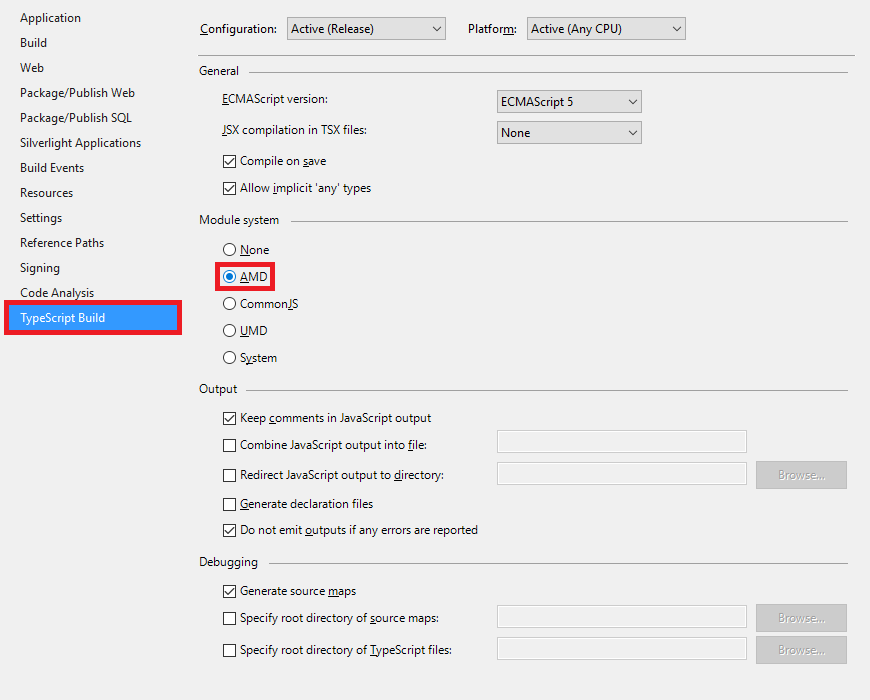 Application
Build
Web
Package/Publish Web
Package/Publish SQL
Silverlight Applications
Build Events
Resources
Settings
Reference Paths
Signing
Code Analysis
TypeScript Build
Configuration: Active (Release) Platform: Active (Any CPU)
General
ECMAScript version: ECMAScript 5
JSX compilation in TSX files: None
Compile on save
Allow implicit 'any' types
Module system
None
AMD
CommonJS
UMD
System
Output
Keep comments in JavaScript output
Combine JavaScript output into file:
Redirect JavaScript output to directory: Browse...
Generate declaration files
Do not emit outputs if any errors are reported
Debugging
Generate source maps
Specify root directory of source maps: Browse...
Specify root directory of TypeScript files: Browse...